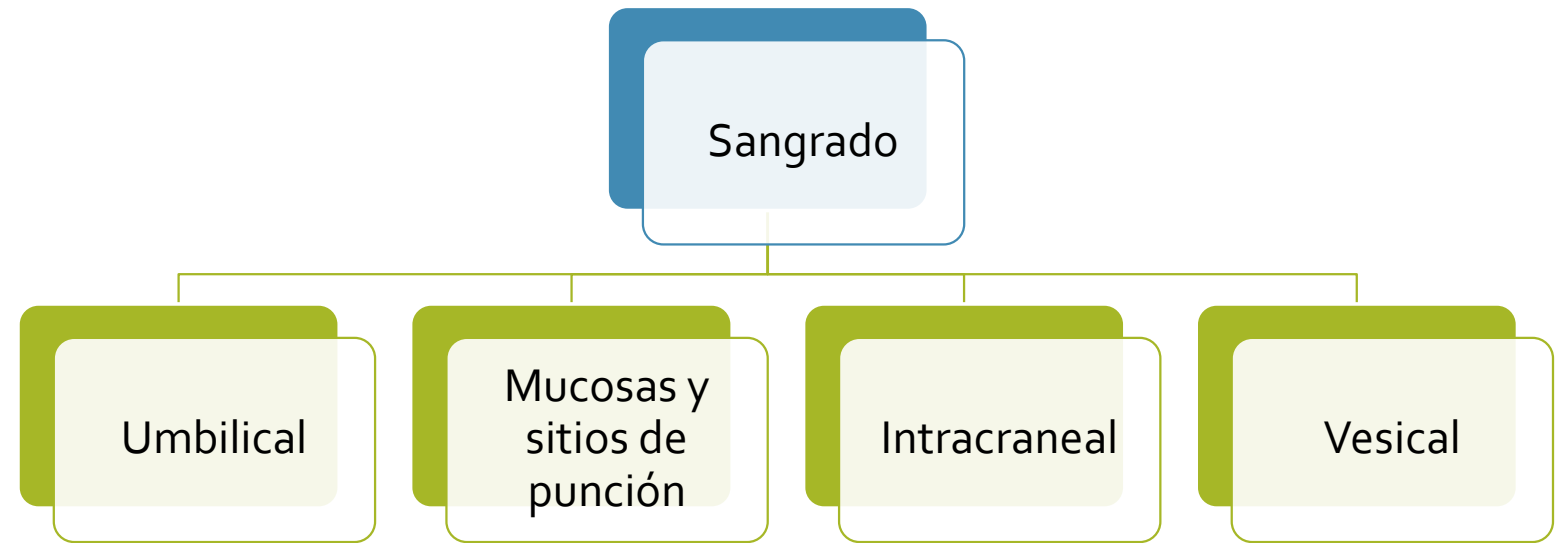 Sangrado
Umbilical
Mucosas y
sitios de
punción
Intracraneal
Vesical